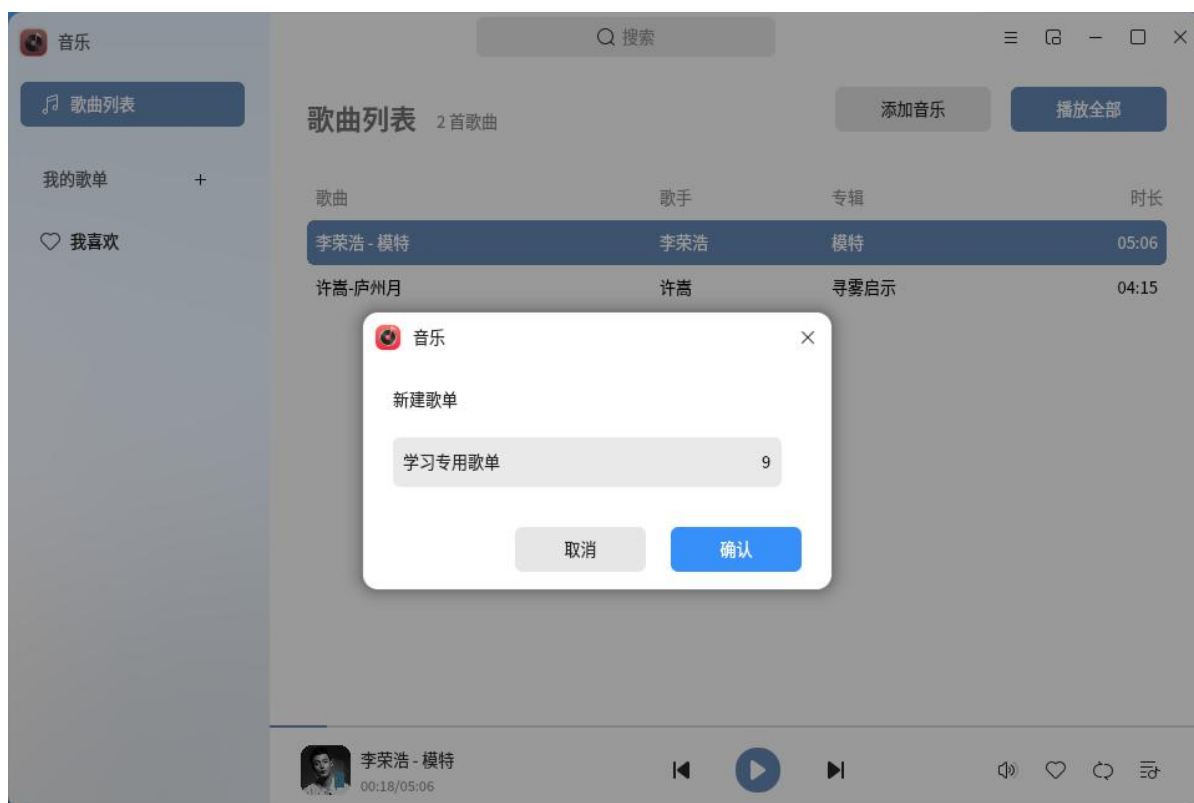 音乐
搜索
歌曲列表
歌曲列表 2 首歌曲
添加音乐
播放全部
我的歌单 +
我喜欢
歌曲 歌手 专辑 时长
李荣浩 - 模特 李荣浩 模特 05:06
许嵩-庐州月 许嵩 寻雾启示 04:15
音乐
新建歌单
学习专用歌单 9
取消 确认
李荣浩 - 模特
00:18/05:06